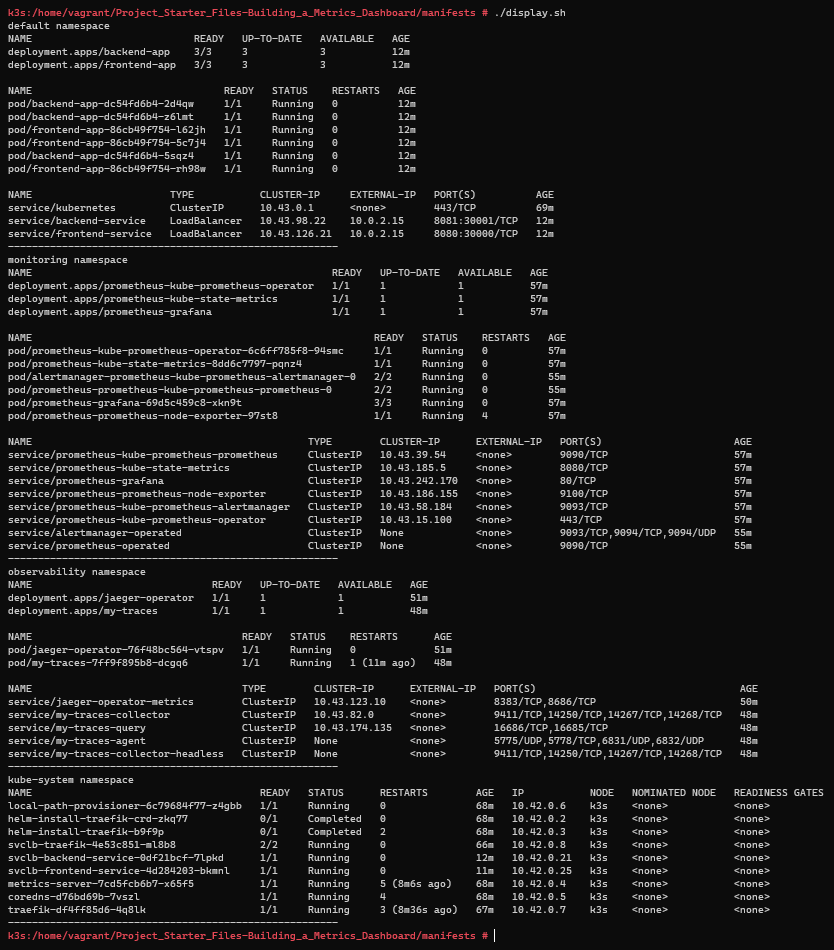 k3s:/home/vagrant/Project_Starter_Files-Building_a_Metrics_Dashboard/manifests # ./display.sh
default namespace
NAME READY UP-TO-DATE AVAILABLE AGE
deployment.apps/backend-app 3/3 3 3 12m
deployment.apps/frontend-app 3/3 3 3 12m
NAME READY STATUS RESTARTS AGE
pod/backend-app-dc54fd6b4-2d4qw 1/1 Running 0 12m
pod/backend-app-dc54fd6b4-z6lmt 1/1 Running 0 12m
pod/frontend-app-86cb49f754-l62jh 1/1 Running 0 12m
pod/frontend-app-86cb49f754-5c7j4 1/1 Running 0 12m
pod/backend-app-dc54fd6b4-5sqz4 1/1 Running 0 12m
pod/frontend-app-86cb49f754-rh98w 1/1 Running 0 12m
NAME TYPE CLUSTER-IP EXTERNAL-IP PORT(S) AGE
service/kubernetes ClusterIP 10.43.0.1 <none> 443/TCP 69m
service/backend-service LoadBalancer 10.43.98.22 10.0.2.15 8081:30001/TCP 12m
service/frontend-service LoadBalancer 10.43.126.21 10.0.2.15 8080:30000/TCP 12m
-------------------------------------------------------
monitoring namespace
NAME READY UP-TO-DATE AVAILABLE AGE
deployment.apps/prometheus-kube-prometheus-operator 1/1 1 1 57m
deployment.apps/prometheus-kube-state-metrics 1/1 1 1 57m
deployment.apps/prometheus-grafana 1/1 1 1 57m
NAME READY STATUS RESTARTS AGE
pod/prometheus-kube-prometheus-operator-6c6ff785f8-94smc 1/1 Running 0 57m
pod/prometheus-kube-state-metrics-8dd6c7797-pqnz4 1/1 Running 0 57m
pod/alertmanager-prometheus-kube-prometheus-alertmanager-0 2/2 Running 0 55m
pod/prometheus-prometheus-kube-prometheus-prometheus-0 2/2 Running 0 55m
pod/prometheus-grafana-69d5c459c8-xkn9t 3/3 Running 0 57m
pod/prometheus-prometheus-node-exporter-97st8 1/1 Running 4 57m
NAME TYPE CLUSTER-IP EXTERNAL-IP PORT(S) AGE
service/prometheus-kube-prometheus-prometheus ClusterIP 10.43.39.54 <none> 9090/TCP 57m
service/prometheus-kube-state-metrics ClusterIP 10.43.185.5 <none> 8080/TCP 57m
service/prometheus-grafana ClusterIP 10.43.242.170 <none> 80/TCP 57m
service/prometheus-prometheus-node-exporter ClusterIP 10.43.186.155 <none> 9100/TCP 57m
service/prometheus-kube-prometheus-alertmanager ClusterIP 10.43.58.184 <none> 9093/TCP 57m
service/prometheus-kube-prometheus-operator ClusterIP 10.43.15.100 <none> 443/TCP 57m
service/alertmanager-operated ClusterIP None <none> 9093/TCP,9094/TCP,9094/UDP 55m
service/prometheus-operated ClusterIP None <none> 9090/TCP 55m
-------------------------------------------------------
observability namespace
NAME READY UP-TO-DATE AVAILABLE AGE
deployment.apps/jaeger-operator 1/1 1 1 51m
deployment.apps/my-traces 1/1 1 1 48m
NAME READY STATUS RESTARTS AGE
pod/jaeger-operator-76f48bc564-vtspv 1/1 Running 0 51m
pod/my-traces-7ff9f895b8-dcgq6 1/1 Running 1 (11m ago) 48m
NAME TYPE CLUSTER-IP EXTERNAL-IP PORT(S) AGE
service/jaeger-operator-metrics ClusterIP 10.43.123.10 <none> 8383/TCP,8686/TCP 50m
service/my-traces-collector ClusterIP 10.43.82.0 <none> 9411/TCP,14250/TCP,14267/TCP,14268/TCP 48m
service/my-traces-query ClusterIP 10.43.174.135 <none> 16686/TCP,16685/TCP 48m
service/my-traces-agent ClusterIP None <none> 5775/UDP,5778/TCP,6831/UDP,6832/UDP 48m
service/my-traces-collector-headless ClusterIP None <none> 9411/TCP,14250/TCP,14267/TCP,14268/TCP 48m
-------------------------------------------------------
kube-system namespace
NAME READY STATUS RESTARTS AGE IP NODE NOMINATED NODE READINESS GATES
local-path-provisioner-6c79684f77-z4gbb 1/1 Running 0 68m 10.42.0.6 k3s <none> <none>
helm-install-traefik-crd-zkq77 0/1 Completed 0 68m 10.42.0.2 k3s <none> <none>
helm-install-traefik-b9f9p 0/1 Completed 2 68m 10.42.0.3 k3s <none> <none>
svclb-traefik-4e53c851-ml8b8 2/2 Running 0 66m 10.42.0.8 k3s <none> <none>
svclb-backend-service-0df21bcf-7lpkd 1/1 Running 0 12m 10.42.0.21 k3s <none> <none>
svclb-frontend-service-4d284203-bkmnl 1/1 Running 0 11m 10.42.0.25 k3s <none> <none>
metrics-server-7cd5fcb6b7-x65f5 1/1 Running 5 (8m6s ago) 68m 10.42.0.4 k3s <none> <none>
coredns-d76bd69b-7vszl 1/1 Running 4 68m 10.42.0.5 k3s <none> <none>
traefik-df4ff85d6-4q8lk 1/1 Running 3 (8m36s ago) 67m 10.42.0.7 k3s <none> <none>
-------------------------------------------------------
k3s:/home/vagrant/Project_Starter_Files-Building_a_Metrics_Dashboard/manifests #